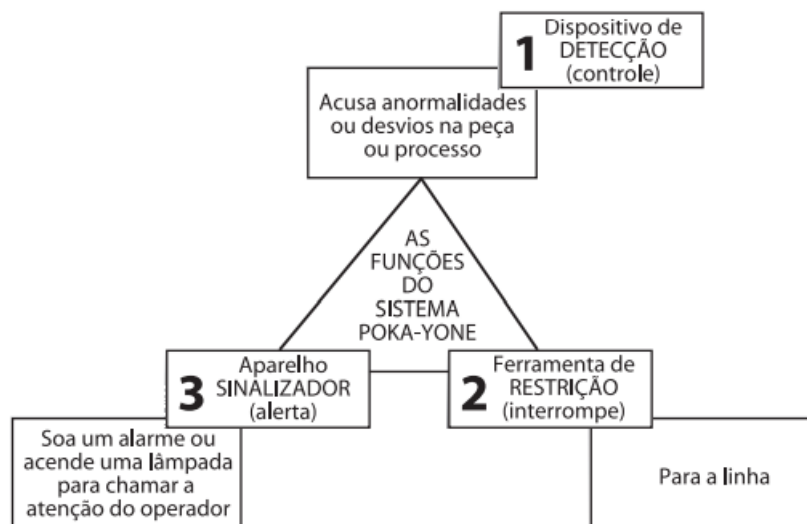 1
Dispositivo de
DETECÇÃO
(controle)
Acusa anormalidades
ou desvios na peça
ou processo
AS
FUNÇÕES
DO
SISTEMA
POKA-YONE
3
Aparelho
SINALIZADOR
(alerta)
2
Ferramenta de
RESTRIÇÃO
(interrompe)
Soa um alarme ou
acende uma lâmpada
para chamar a
atenção do operador
Para a linha